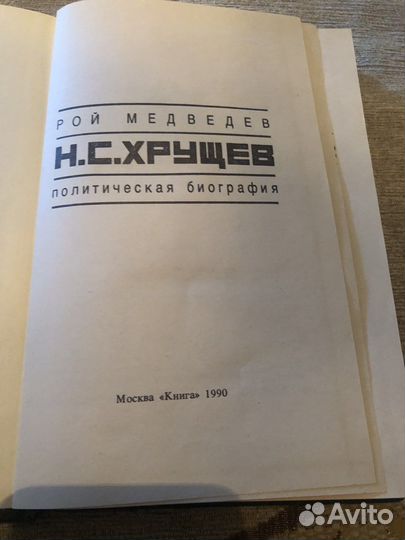 РОЙ МЕДВЕДЕВ
Н.С.ХРУЩЕВ
политическая биография
Москва «Книга» 1990
Avito